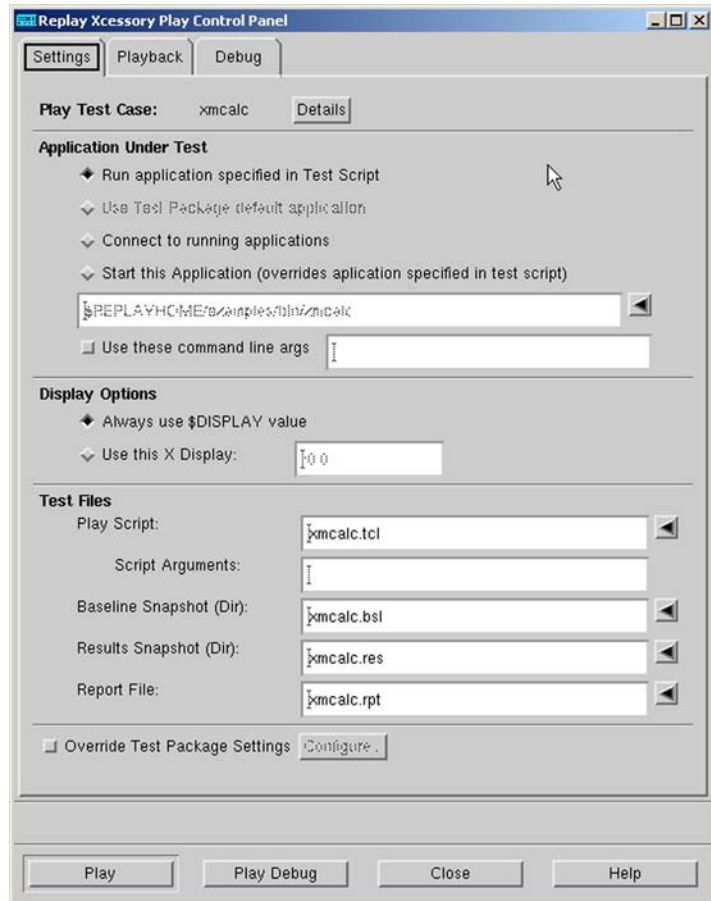 Replay Xcessory Play Control Panel
Settings Playback Debug
Play Test Case: xmcalc Details
Application Under Test
Run application specified in Test Script
Use Test Package default application
Connect to running applications
Start this Application (overrides aplication specified in test script)
$REPLAYHOME/examples/bin/xmcalc
Use these command line args
Display Options
Always use $DISPLAY value
Use this X Display: :0.0
Test Files
Play Script: xmcalc.tcl
Script Arguments:
Baseline Snapshot (Dir): xmcalc.bsl
Results Snapshot (Dir): xmcalc.res
Report File: xmcalc.rpt
Override Test Package Settings Configure..
Play Play Debug Close Help